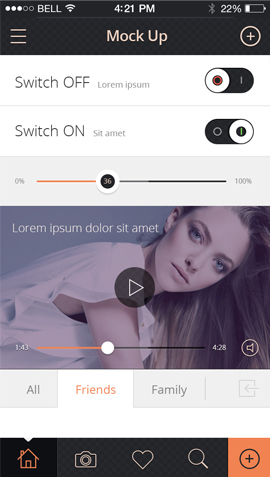 BELL 4:21 PM 22%
Mock Up
Switch OFF Lorem ipsum
Switch ON Sit amet
0% 36 100%
Lorem ipsum dolor sit amet
1:43 4:28
All Friends Family